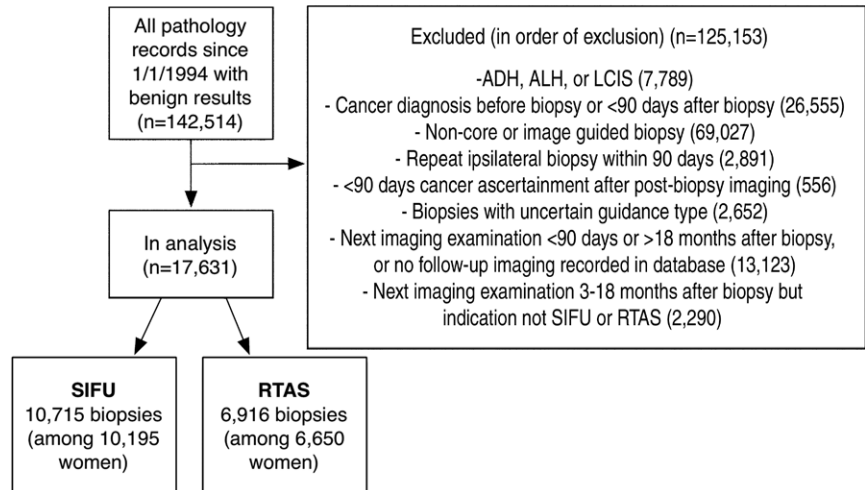 All pathology
records since
1/1/1994 with
benign results
(n=142,514)
Excluded (in order of exclusion) (n=125,153)
-ADH, ALH, or LCIS (7,789)
- Cancer diagnosis before biopsy or <90 days after biopsy (26,555)
- Non-core or image guided biopsy (69,027)
- Repeat ipsilateral biopsy within 90 days (2,891)
- <90 days cancer ascertainment after post-biopsy imaging (556)
- Biopsies with uncertain guidance type (2,652)
- Next imaging examination <90 days or >18 months after biopsy,
or no follow-up imaging recorded in database (13,123)
- Next imaging examination 3-18 months after biopsy but
indication not SIFU or RTAS (2,290)
In analysis
(n=17,631)
SIFU
10,715 biopsies
(among 10,195
women)
RTAS
6,916 biopsies
(among 6,650
women)